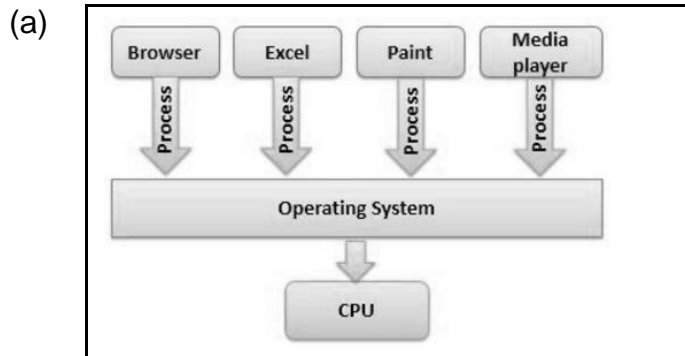 (a)
Browser
Excel
Paint
Media
player
Process
Process
Process
Process
Operating System
CPU